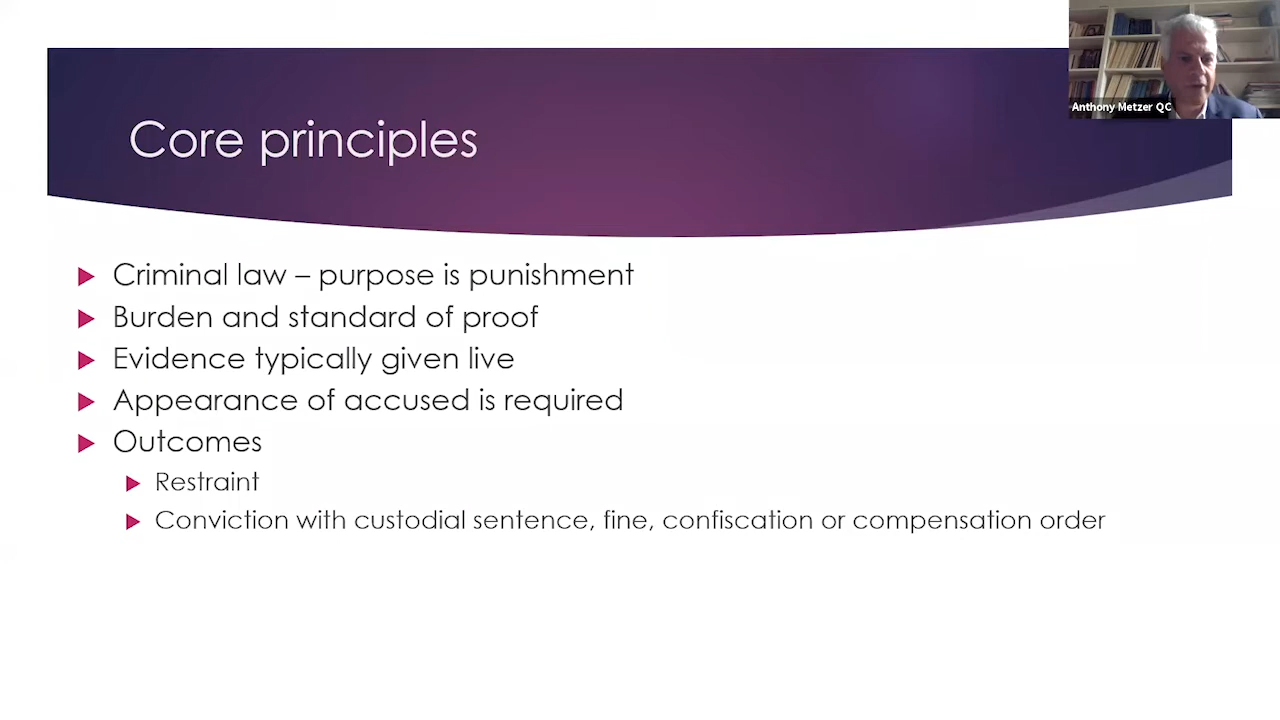 Anthony Metzer QC
Core principles
Criminal law – purpose is punishment
Burden and standard of proof
Evidence typically given live
Appearance of accused is required
Outcomes
Restraint
Conviction with custodial sentence, fine, confiscation or compensation order